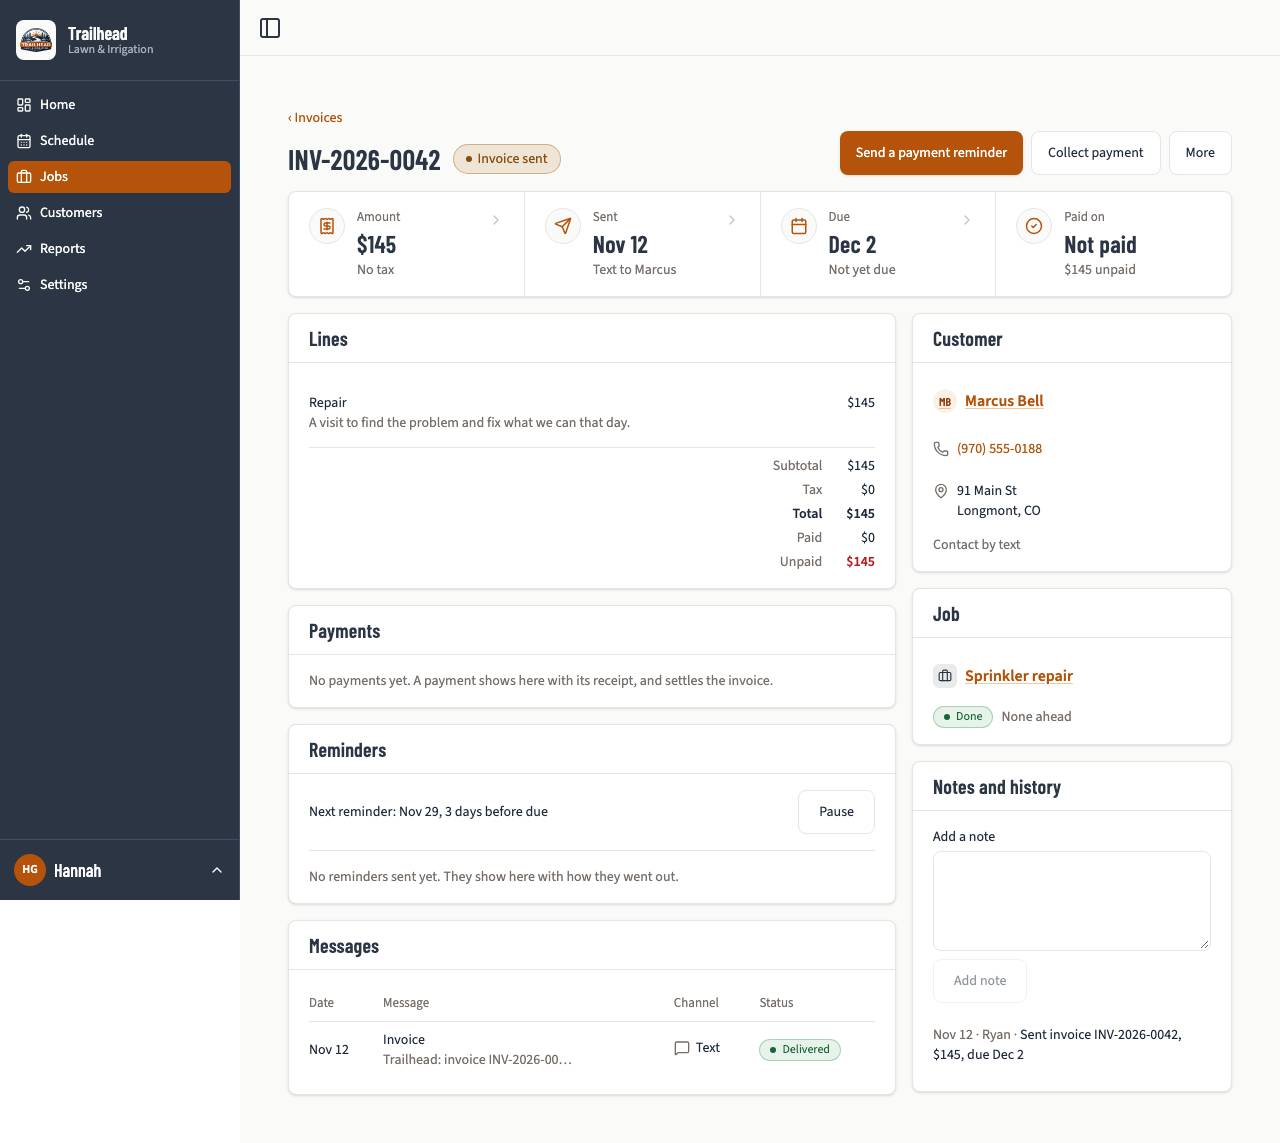 TRAILHEAD
Trailhead
Lawn & Irrigation
Home
Schedule
Jobs
Customers
Reports
Settings
HG
Hannah
‹ Invoices
INV-2026-0042
Invoice sent
Send a payment reminder
Collect payment
More
Amount
$145
No tax
Sent
Nov 12
Text to Marcus
Due
Dec 2
Not yet due
Paid on
Not paid
$145 unpaid
Lines
Repair $145
A visit to find the problem and fix what we can that day.
Subtotal $145
Tax $0
Total $145
Paid $0
Unpaid $145
Payments
No payments yet. A payment shows here with its receipt, and settles the invoice.
Reminders
Next reminder: Nov 29, 3 days before due
Pause
No reminders sent yet. They show here with how they went out.
Messages
Date Message Channel Status
Nov 12 Invoice Text Delivered
Trailhead: invoice INV-2026-00…
Customer
MB Marcus Bell
(970) 555-0188
91 Main St
Longmont, CO
Contact by text
Job
Sprinkler repair
Done None ahead
Notes and history
Add a note
Add note
Nov 12 · Ryan · Sent invoice INV-2026-0042,
$145, due Dec 2